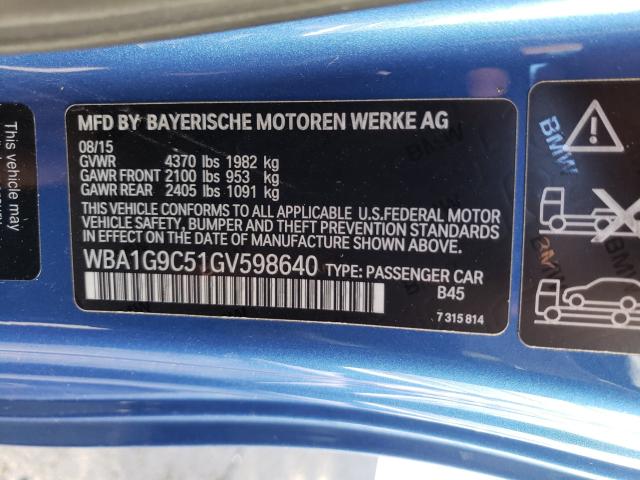 MFD BY BAYERISCHE MOTOREN WERKE AG
08/15
GVWR 4370 lbs 1982 kg
GAWR FRONT 2100 lbs 953 kg
GAWR REAR 2405 lbs 1091 kg
THIS VEHICLE CONFORMS TO ALL APPLICABLE U.S.FEDERAL MOTOR
VEHICLE SAFETY, BUMPER AND THEFT PREVENTION STANDARDS
IN EFFECT ON THE DATE OF MANUFACTURE SHOWN ABOVE.
WBA1G9C51GV598640 TYPE: PASSENGER CAR
B45
7 315 814
This vehicle may
BMW
BMW